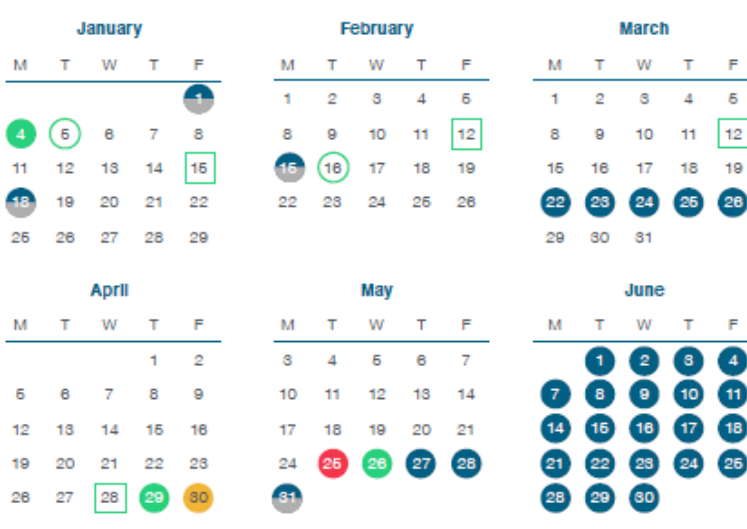 January February March
M T W T F M T W T F M T W T F
1 1 2 3 4 5 1 2 3 4 5
4 5 6 7 8 8 9 10 11 12 8 9 10 11 12
11 12 13 14 15 15 16 17 18 19 15 16 17 18 19
18 19 20 21 22 22 23 24 25 26 22 23 24 25 26
25 26 27 28 29 29 30 31
April May June
M T W T F M T W T F M T W T F
1 2 3 4 5 6 7 1 2 3 4
5 6 7 8 9 10 11 12 13 14 7 8 9 10 11
12 13 14 15 16 17 18 19 20 21 14 15 16 17 18
19 20 21 22 23 24 25 26 27 28 21 22 23 24 25
26 27 28 29 30 31 28 29 30